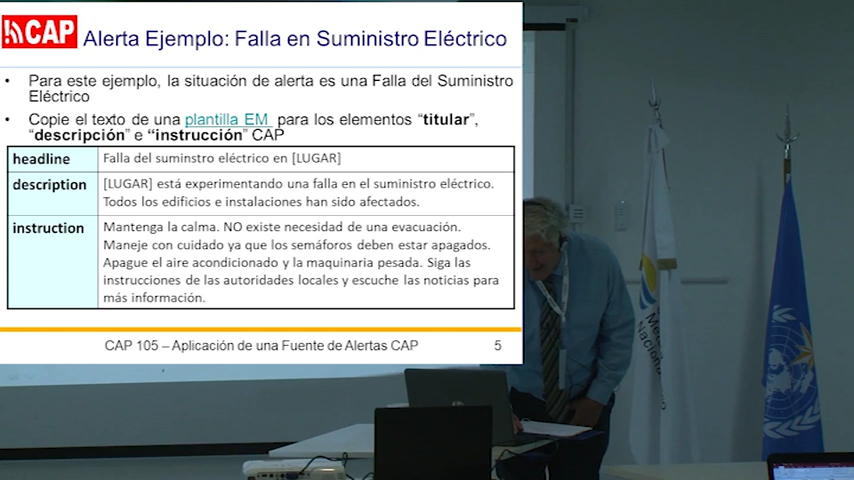 CAP
Alerta Ejemplo: Falla en Suministro Eléctrico
• Para este ejemplo, la situación de alerta es una Falla del Suministro
Eléctrico
• Copie el texto de una plantilla EM para los elementos “titular”,
“descripción” e “instrucción” CAP
headline Falla del suminstro eléctrico en [LUGAR]
description [LUGAR] está experimentando una falla en el suministro eléctrico.
Todos los edificios e instalaciones han sido afectados.
instruction Mantenga la calma. NO existe necesidad de una evacuación.
Maneje con cuidado ya que los semáforos deben estar apagados.
Apague el aire acondicionado y la maquinaria pesada. Siga las
instrucciones de las autoridades locales y escuche las noticias para
más información.
CAP 105 – Aplicación de una Fuente de Alertas CAP 5